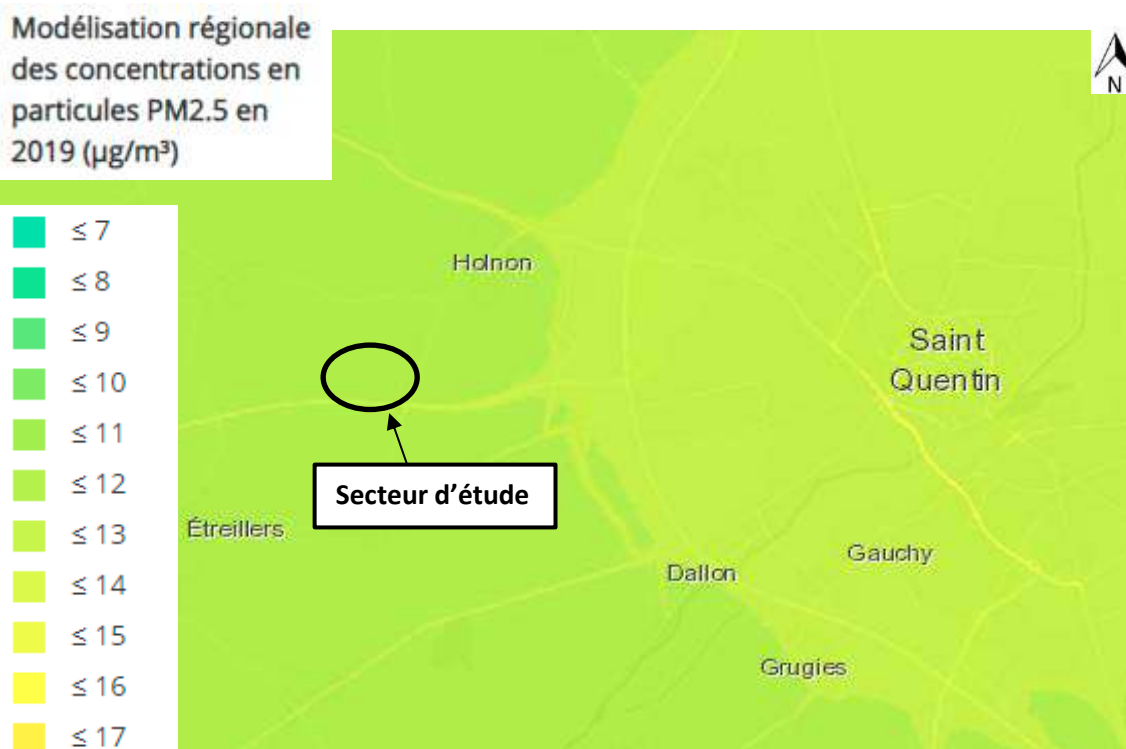 Modélisation régionale
des concentrations en
particules PM2.5 en
2019 (µg/m³)
N
≤ 7
≤ 8
≤ 9
≤ 10
≤ 11
≤ 12
≤ 13
≤ 14
≤ 15
≤ 16
≤ 17
Holnon
Saint
Quentin
Secteur d’étude
Étreillers
Gauchy
Dallon
Grugies